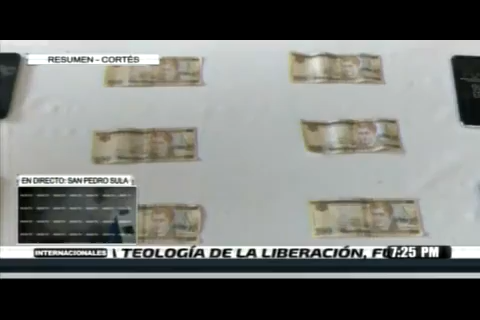 RESUMEN - CORTÉS
EN DIRECTO: SAN PEDRO SULA
INTERNACIONALES
TEOLOGÍA DE LA LIBERACIÓN,
7:25 PM